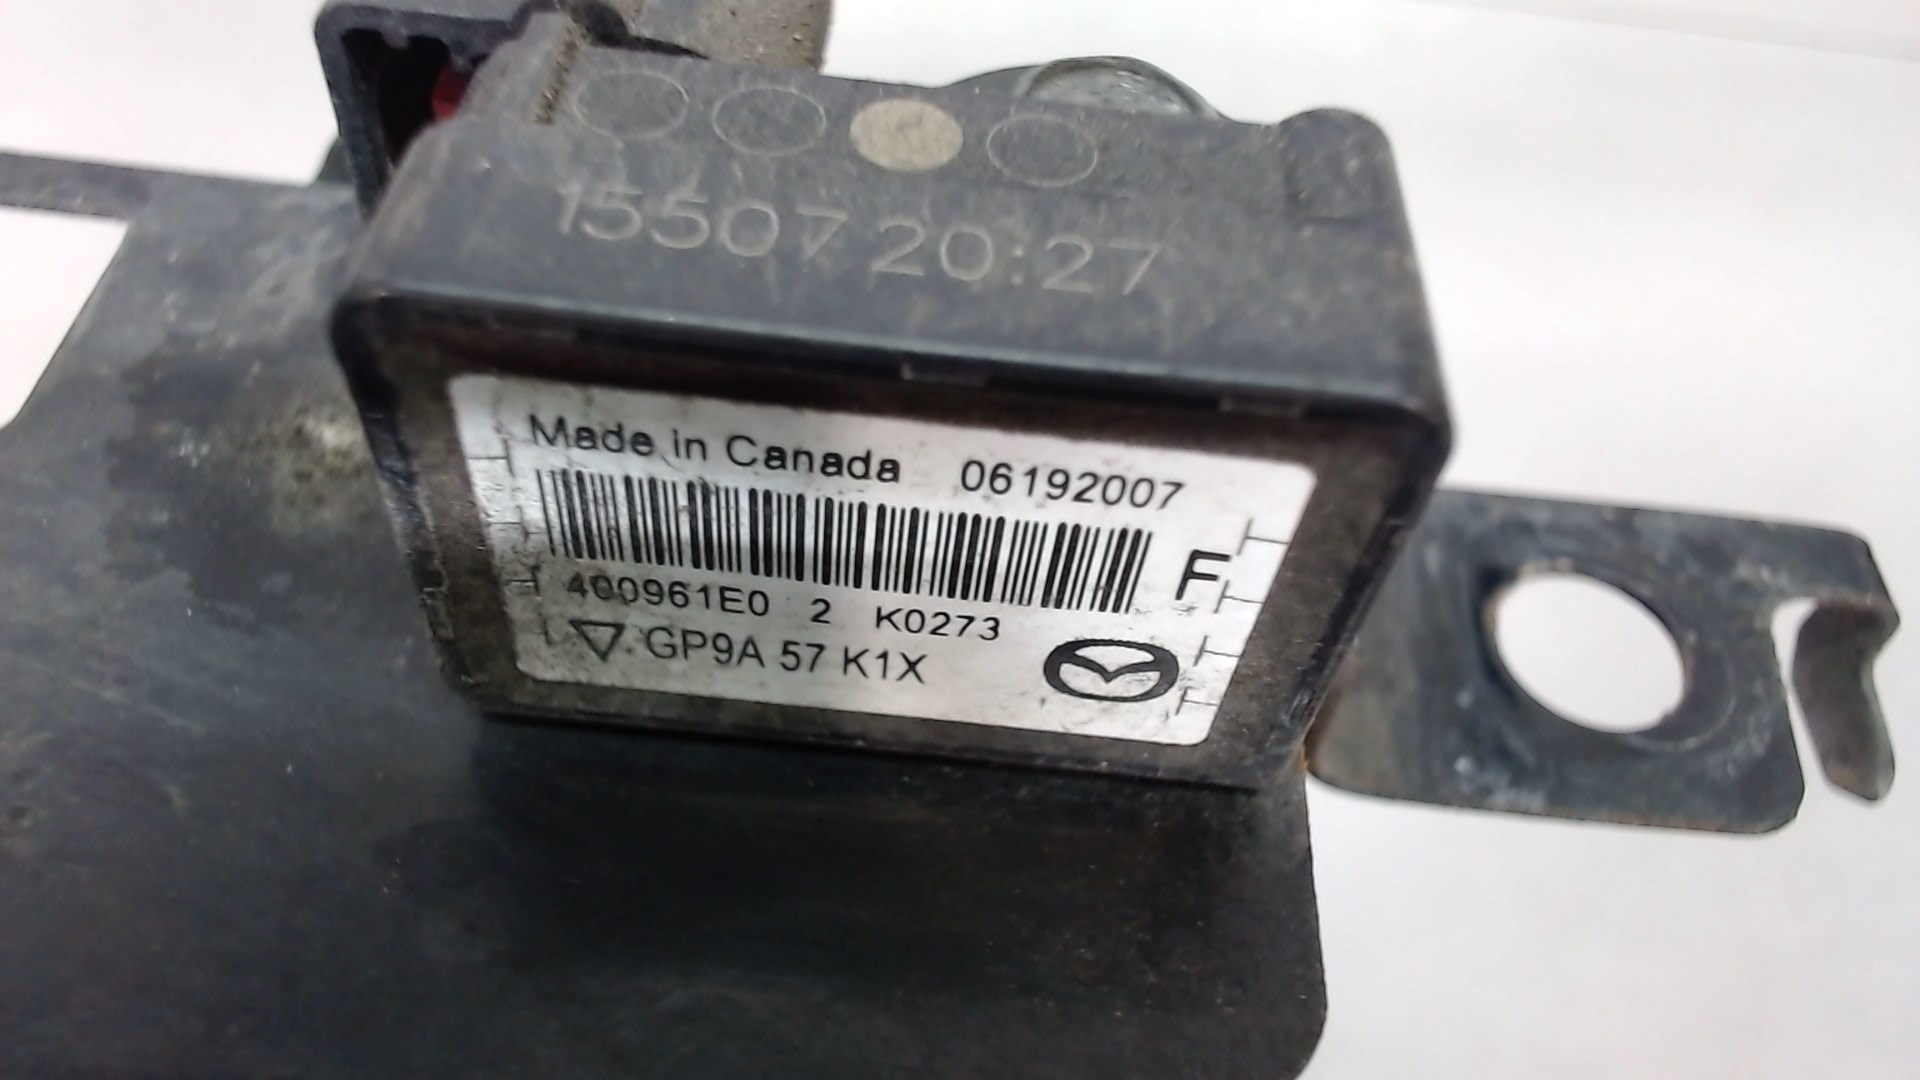 15507 20:27
Made in Canada 06192007
F
400961E0 2 K0273
GP9A 57 K1X